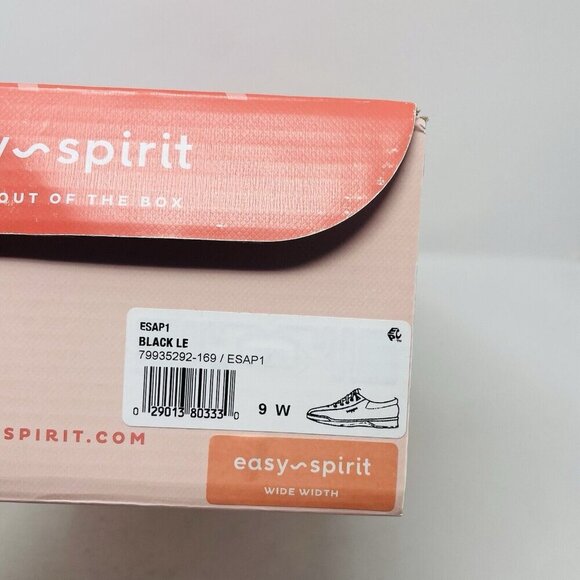 y~spirit
OUT OF THE BOX
ESAP1
BLACK LE
79935292-169 / ESAP1
0 29013 80333 0
9 W
SPIRIT.COM
easy~spirit
WIDE WIDTH